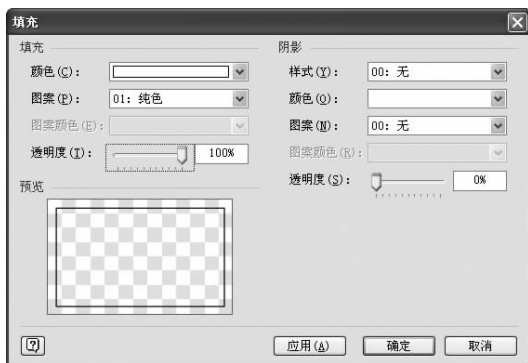 填充
填充
颜色(C):
图案(P): 01: 纯色
图案颜色(E):
透明度(I): 100%
预览
阴影
样式(Y): 00: 无
颜色(O):
图案(N): 00: 无
图案颜色(R):
透明度(S): 0%
应用(A)
确定
取消